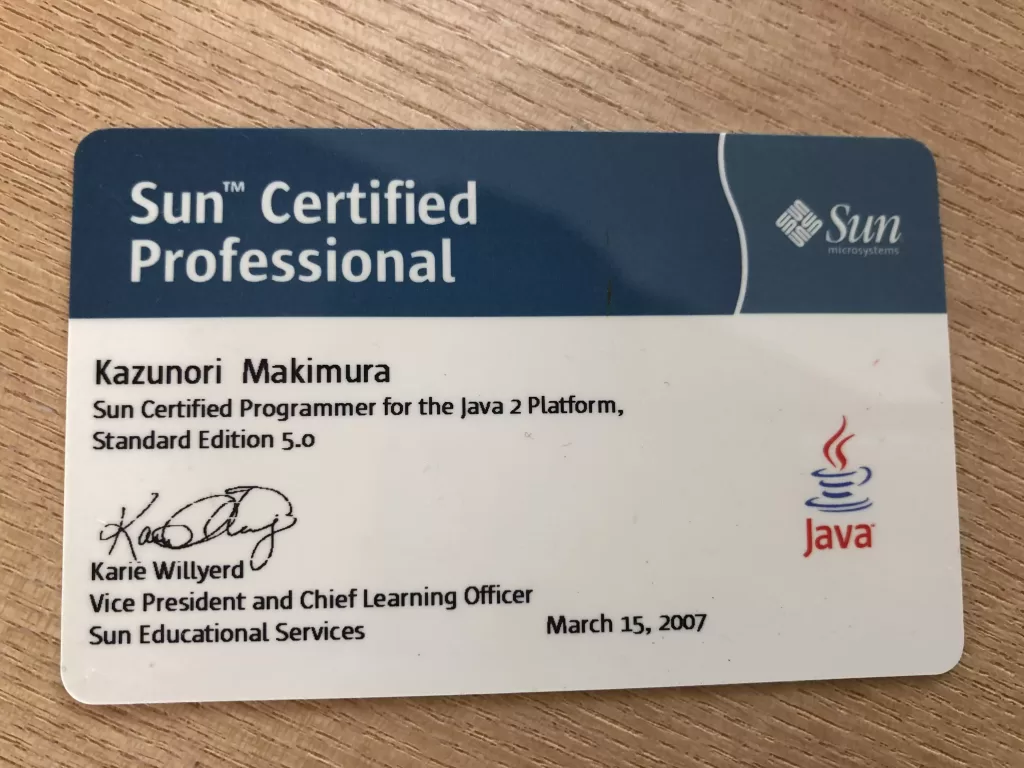 Sun™ Certified
Professional
Sun
microsystems
Kazunori Makimura
Sun Certified Programmer for the Java 2 Platform,
Standard Edition 5.0
Java™
Karie Willyerd
Vice President and Chief Learning Officer
Sun Educational Services
March 15, 2007